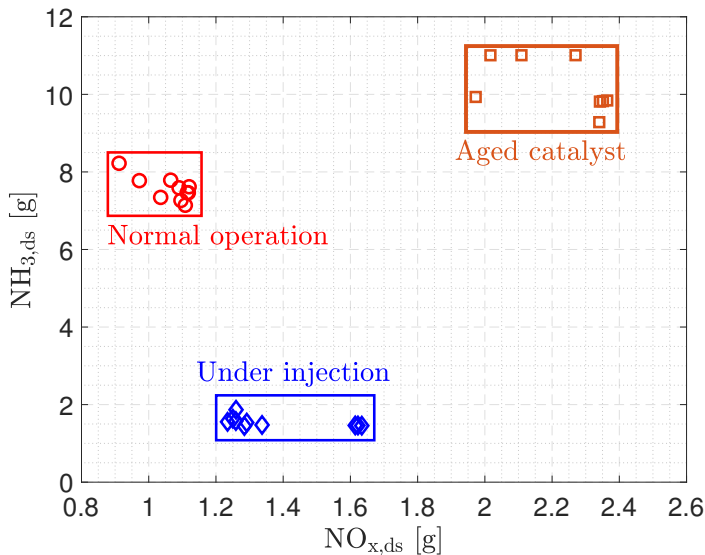 12
10
8
6
4
2
0
NH3,ds [g]
Aged catalyst
Normal operation
Under injection
0.8 1 1.2 1.4 1.6 1.8 2 2.2 2.4 2.6
NOx,ds [g]